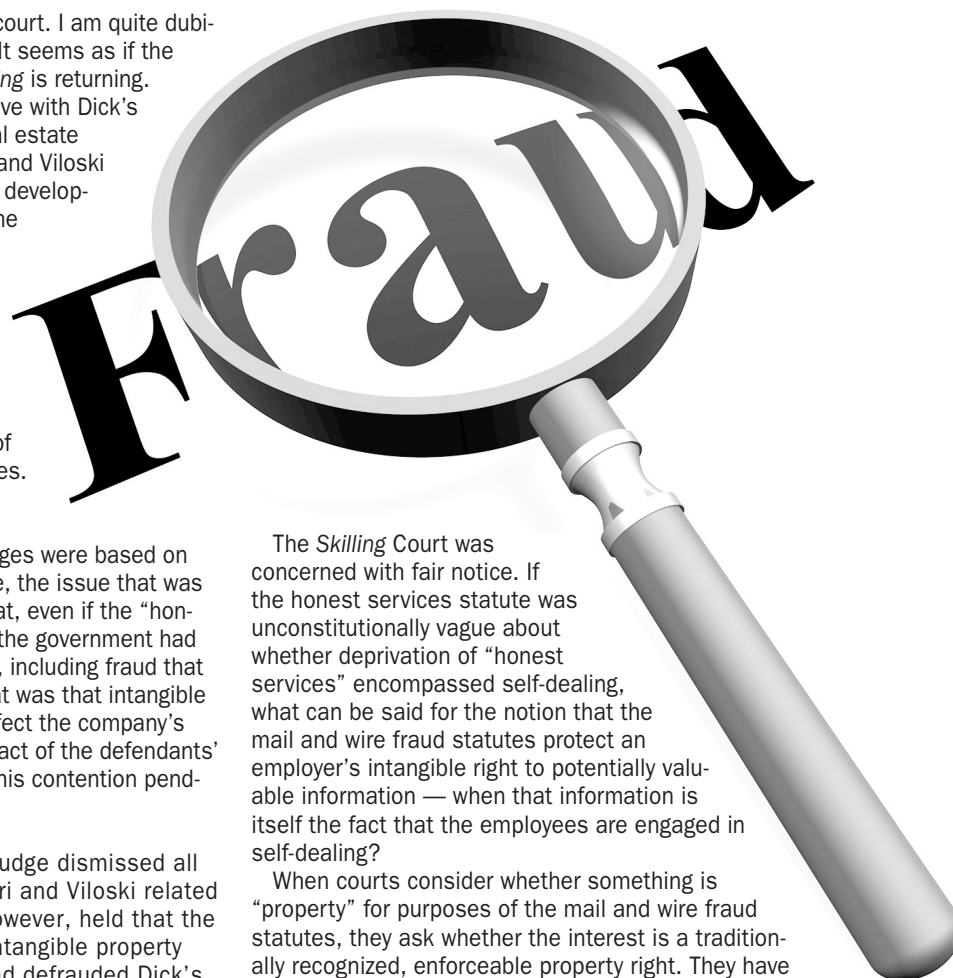 court. I am quite dubi-
It seems as if the
ng is returning.
ve with Dick's
l estate
and Viloski
develop-
ne
of
es.
ges were based on
e, the issue that was
at, even if the “hon-
the government had
, including fraud that
at was that intangible
fect the company's
act of the defendants'
his contention pend-
udge dismissed all
ri and Viloski related
owever, held that the
ntangible property
nd defrauded Dick's
Fraud
The Skilling Court was
concerned with fair notice. If
the honest services statute was
unconstitutionally vague about
whether deprivation of “honest
services” encompassed self-dealing,
what can be said for the notion that the
mail and wire fraud statutes protect an
employer's intangible right to potentially valu-
able information — when that information is
itself the fact that the employees are engaged in
self-dealing?
When courts consider whether something is
“property” for purposes of the mail and wire fraud
statutes, they ask whether the interest is a tradition-
ally recognized, enforceable property right. They have